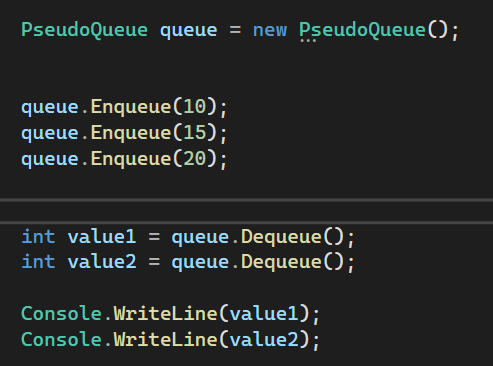 PseudoQueue queue = new PseudoQueue();
queue.Enqueue(10);
queue.Enqueue(15);
queue.Enqueue(20);
int value1 = queue.Dequeue();
int value2 = queue.Dequeue();
Console.WriteLine(value1);
Console.WriteLine(value2);